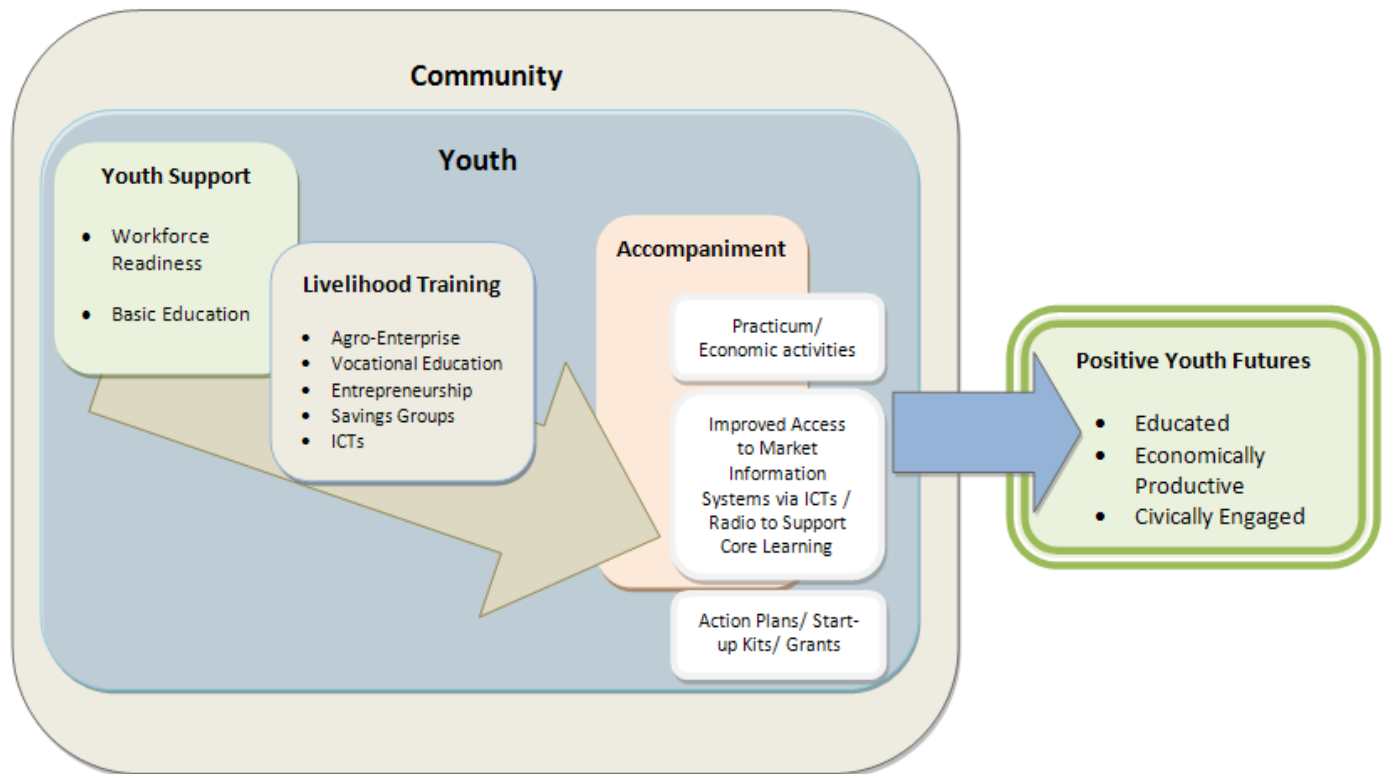 Community
Youth
Youth Support
• Workforce
Readiness
• Basic Education
Livelihood Training
• Agro-Enterprise
• Vocational Education
• Entrepreneurship
• Savings Groups
• ICTs
Accompaniment
Practicum/
Economic activities
Improved Access
to Market
Information
Systems via ICTs /
Radio to Support
Core Learning
Action Plans/ Start-
up Kits/ Grants
Positive Youth Futures
• Educated
• Economically
Productive
• Civically Engaged